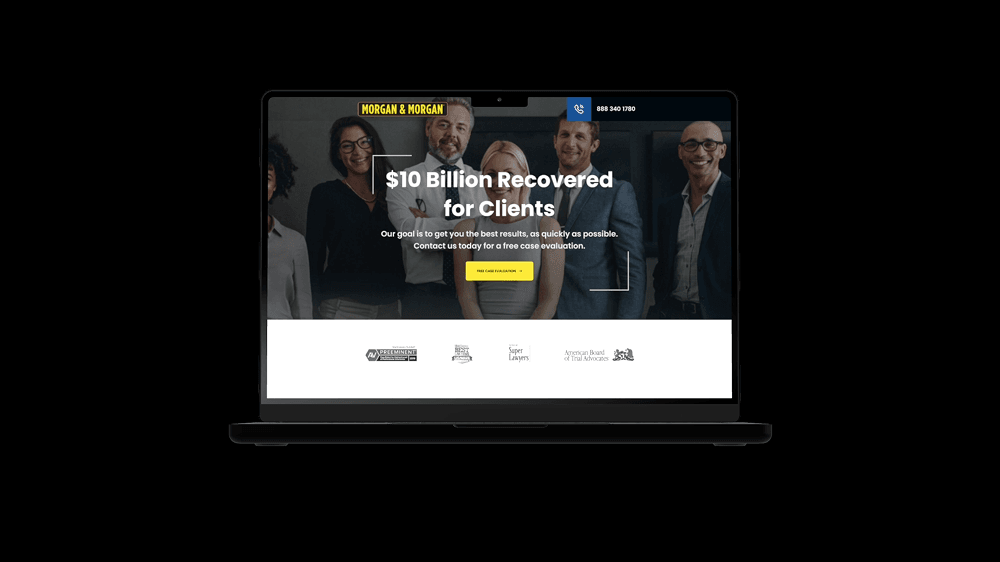 MORGAN & MORGAN
888 340 1780
$10 Billion Recovered
for Clients
Our goal is to get you the best results, as quickly as possible.
Contact us today for a free case evaluation.
FREE CASE EVALUATION
AV PREEMINENT
Super
Lawyers
American Board
of Trial Advocates